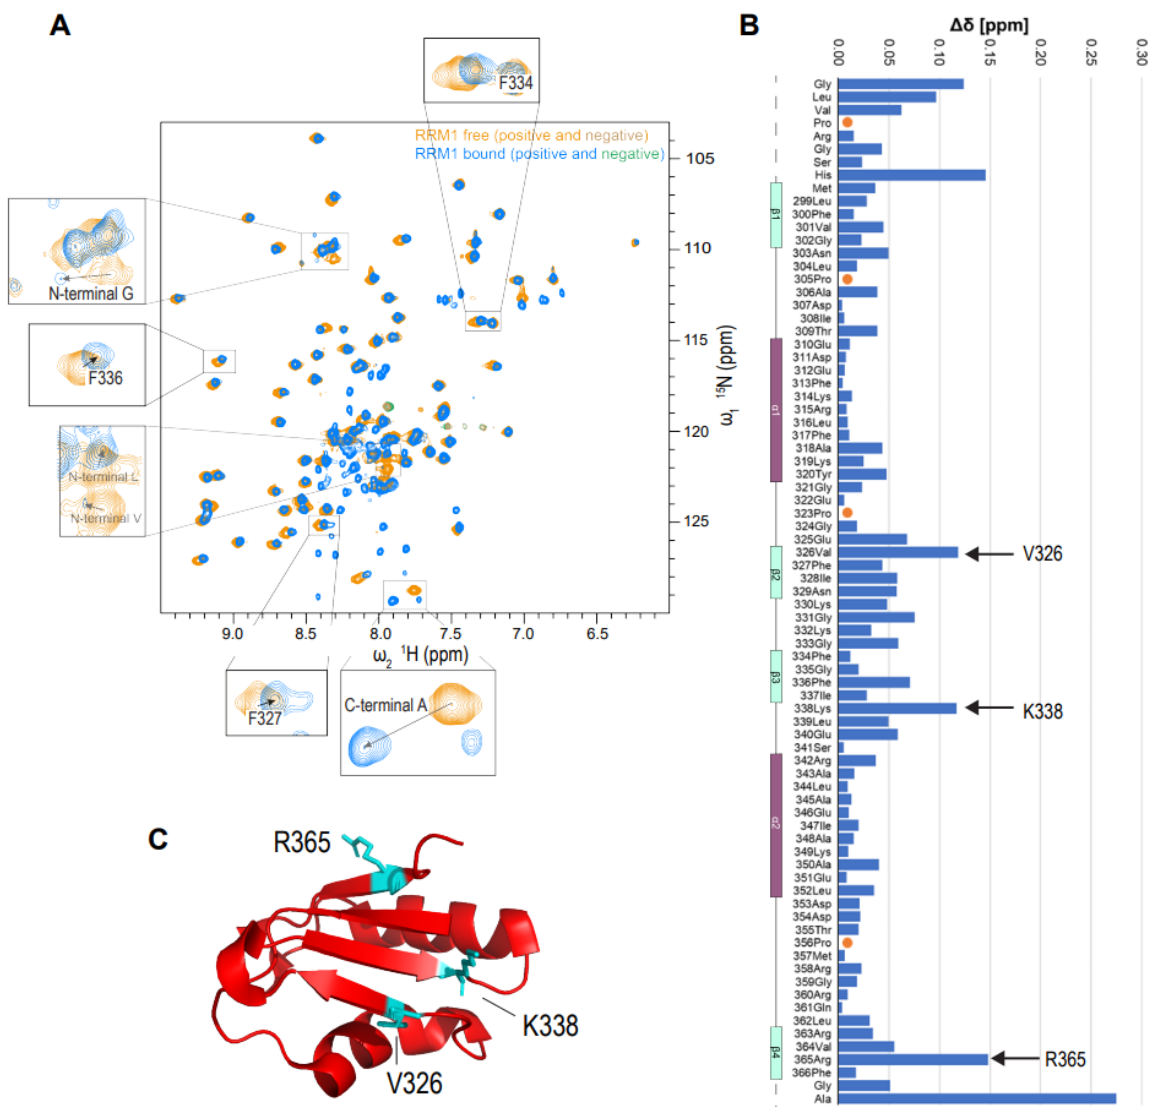 A
F334
RRM1 free (positive and negative)
RRM1 bound (positive and negative)
105
110
115
120
125
ω₁ ¹⁵N (ppm)
N-terminal G
F336
N-terminal L
N-terminal V
9.0 8.5 8.0 7.5 7.0 6.5
ω₂ ¹H (ppm)
F327
C-terminal A
B
Δδ [ppm]
0.00 0.05 0.10 0.15 0.20 0.25 0.30
Gly
Leu
Val
Pro
Arg
Gly
Ser
His
Met
299Leu
300Phe
β1
301Val
302Gly
303Asn
304Leu
305Pro
306Ala
307Asp
308Ile
309Thr
310Glu
311Asp
312Glu
313Phe
314Lys
α1
315Arg
316Leu
317Phe
318Ala
319Lys
320Tyr
321Gly
322Glu
323Pro
324Gly
325Glu
326Val
V326
327Phe
β2
328Ile
329Asn
330Lys
331Gly
332Lys
333Gly
334Phe
335Gly
β3
336Phe
337Ile
338Lys
K338
339Leu
340Glu
341Ser
342Arg
343Ala
344Leu
345Ala
346Glu
α2
347Ile
348Ala
349Lys
350Ala
351Glu
352Leu
353Asp
354Asp
355Thr
356Pro
357Met
358Arg
359Gly
360Arg
361Gln
362Leu
363Arg
364Val
β4
365Arg
R365
366Phe
Gly
Ala
C
R365
K338
V326